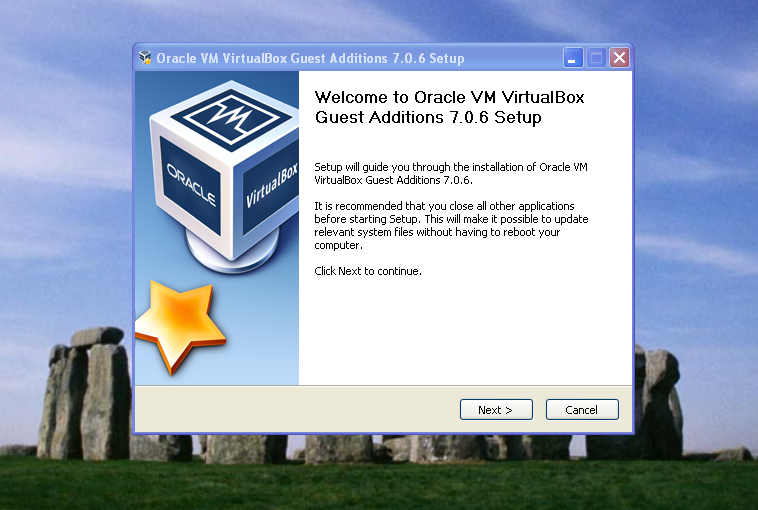 Oracle VM VirtualBox Guest Additions 7.0.6 Setup
Welcome to Oracle VM VirtualBox
Guest Additions 7.0.6 Setup
ORACLE
VirtualBox
Setup will guide you through the installation of Oracle VM
VirtualBox Guest Additions 7.0.6.
It is recommended that you close all other applications
before starting Setup. This will make it possible to update
relevant system files without having to reboot your
computer.
Click Next to continue.
Next >
Cancel